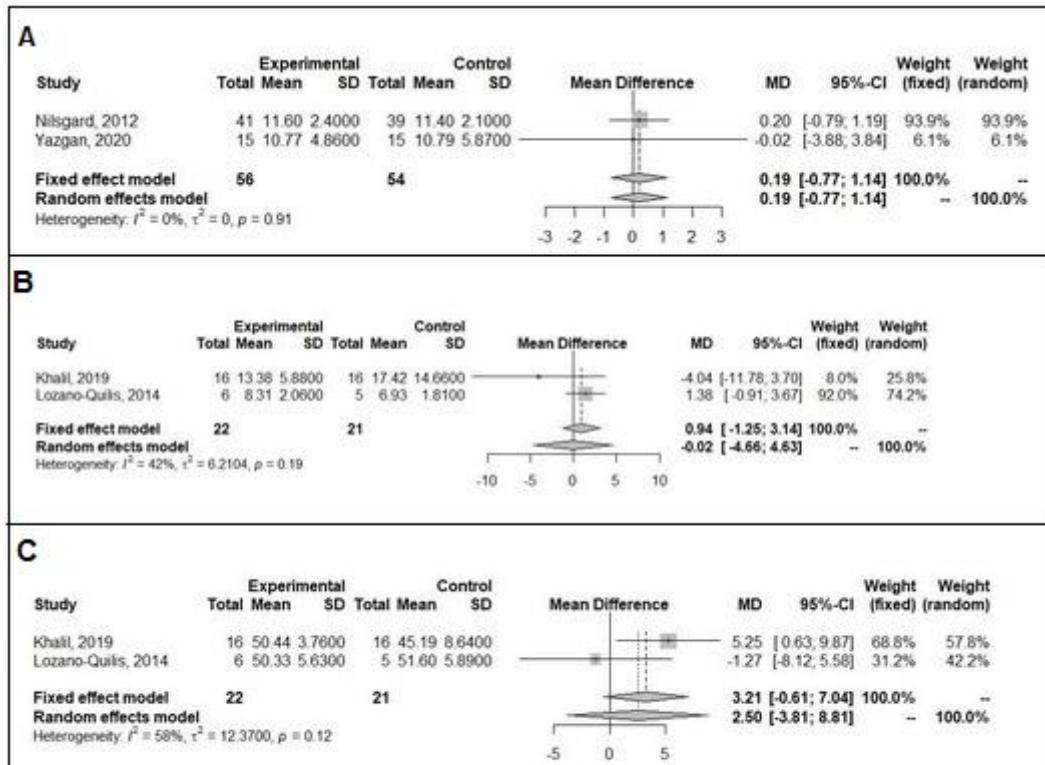 A
Experimental Control Weight Weight
Study Total Mean SD Total Mean SD Mean Difference MD 95%-CI (fixed) (random)
Nilsgard, 2012 41 11.60 2.4000 39 11.40 2.1000 0.20 [-0.79; 1.19] 93.9% 93.9%
Yazgan, 2020 15 10.77 4.8600 15 10.79 5.8700 -0.02 [-3.88; 3.84] 6.1% 6.1%
Fixed effect model 56 54 0.19 [-0.77; 1.14] 100.0% --
Random effects model 0.19 [-0.77; 1.14] -- 100.0%
Heterogeneity: I² = 0%, τ² = 0, p = 0.91
-3 -2 -1 0 1 2 3
B
Experimental Control Weight Weight
Study Total Mean SD Total Mean SD Mean Difference MD 95%-CI (fixed) (random)
Khalil, 2019 16 13.38 5.8800 16 17.42 14.6600 -4.04 [-11.78; 3.70] 8.0% 25.8%
Lozano-Quilis, 2014 6 8.31 2.0600 5 6.93 1.8100 1.38 [-0.91; 3.67] 92.0% 74.2%
Fixed effect model 22 21 0.94 [-1.25; 3.14] 100.0% --
Random effects model -0.02 [-4.66; 4.63] -- 100.0%
Heterogeneity: I² = 42%, τ² = 6.2104, p = 0.19
-10 -5 0 5 10
C
Experimental Control Weight Weight
Study Total Mean SD Total Mean SD Mean Difference MD 95%-CI (fixed) (random)
Khalil, 2019 16 50.44 3.7600 16 45.19 8.6400 5.25 [0.63; 9.87] 68.8% 57.8%
Lozano-Quilis, 2014 6 50.33 5.6300 5 51.60 5.8900 -1.27 [-8.12; 5.58] 31.2% 42.2%
Fixed effect model 22 21 3.21 [-0.61; 7.04] 100.0% --
Random effects model 2.50 [-3.81; 8.81] -- 100.0%
Heterogeneity: I² = 58%, τ² = 12.3700, p = 0.12
-5 0 5